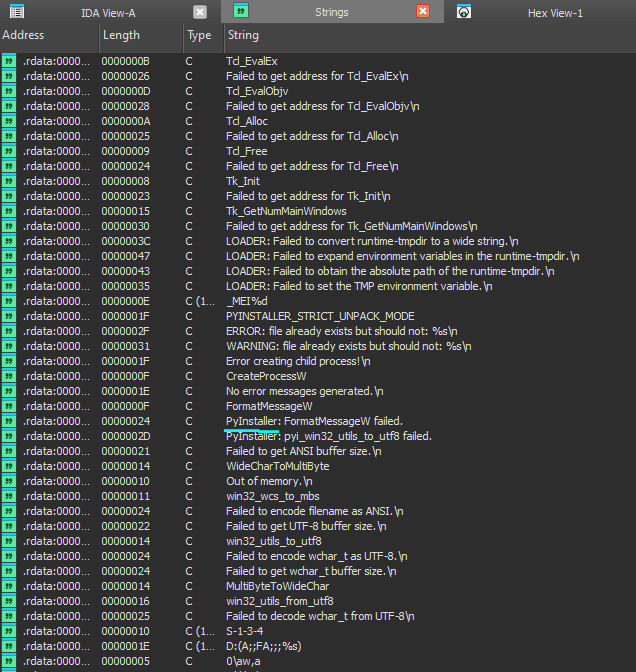 IDA View-A Strings Hex View-1
Address Length Type String
.rdata:0000... 0000000B C Tcl_EvalEx
.rdata:0000... 00000026 C Failed to get address for Tcl_EvalEx\n
.rdata:0000... 0000000D C Tcl_EvalObjv
.rdata:0000... 00000028 C Failed to get address for Tcl_EvalObjv\n
.rdata:0000... 0000000A C Tcl_Alloc
.rdata:0000... 00000025 C Failed to get address for Tcl_Alloc\n
.rdata:0000... 00000009 C Tcl_Free
.rdata:0000... 00000024 C Failed to get address for Tcl_Free\n
.rdata:0000... 00000008 C Tk_Init
.rdata:0000... 00000023 C Failed to get address for Tk_Init\n
.rdata:0000... 00000015 C Tk_GetNumMainWindows
.rdata:0000... 00000030 C Failed to get address for Tk_GetNumMainWindows\n
.rdata:0000... 0000003C C LOADER: Failed to convert runtime-tmpdir to a wide string.\n
.rdata:0000... 00000047 C LOADER: Failed to expand environment variables in the runtime-tmpdir.\n
.rdata:0000... 00000043 C LOADER: Failed to obtain the absolute path of the runtime-tmpdir.\n
.rdata:0000... 00000035 C LOADER: Failed to set the TMP environment variable.\n
.rdata:0000... 0000000E C (1... _MEI%d
.rdata:0000... 0000001F C PYINSTALLER_STRICT_UNPACK_MODE
.rdata:0000... 0000002F C ERROR: file already exists but should not: %s\n
.rdata:0000... 00000031 C WARNING: file already exists but should not: %s\n
.rdata:0000... 0000001F C Error creating child process!\n
.rdata:0000... 0000000F C CreateProcessW
.rdata:0000... 0000001E C No error messages generated.\n
.rdata:0000... 0000000F C FormatMessageW
.rdata:0000... 00000024 C PyInstaller: FormatMessageW failed.
.rdata:0000... 0000002D C PyInstaller: pyi_win32_utils_to_utf8 failed.
.rdata:0000... 00000021 C Failed to get ANSI buffer size.\n
.rdata:0000... 00000014 C WideCharToMultiByte
.rdata:0000... 00000010 C Out of memory.\n
.rdata:0000... 00000011 C win32_wcs_to_mbs
.rdata:0000... 00000024 C Failed to encode filename as ANSI.\n
.rdata:0000... 00000022 C Failed to get UTF-8 buffer size.\n
.rdata:0000... 00000014 C win32_utils_to_utf8
.rdata:0000... 00000024 C Failed to encode wchar_t as UTF-8.\n
.rdata:0000... 00000024 C Failed to get wchar_t buffer size.\n
.rdata:0000... 00000014 C MultiByteToWideChar
.rdata:0000... 00000016 C win32_utils_from_utf8
.rdata:0000... 00000025 C Failed to decode wchar_t from UTF-8\n
.rdata:0000... 00000010 C (1... S-1-3-4
.rdata:0000... 0000001E C (1... D:(A;;FA;;;%s)
.rdata:0000... 00000005 C 0\aw,a